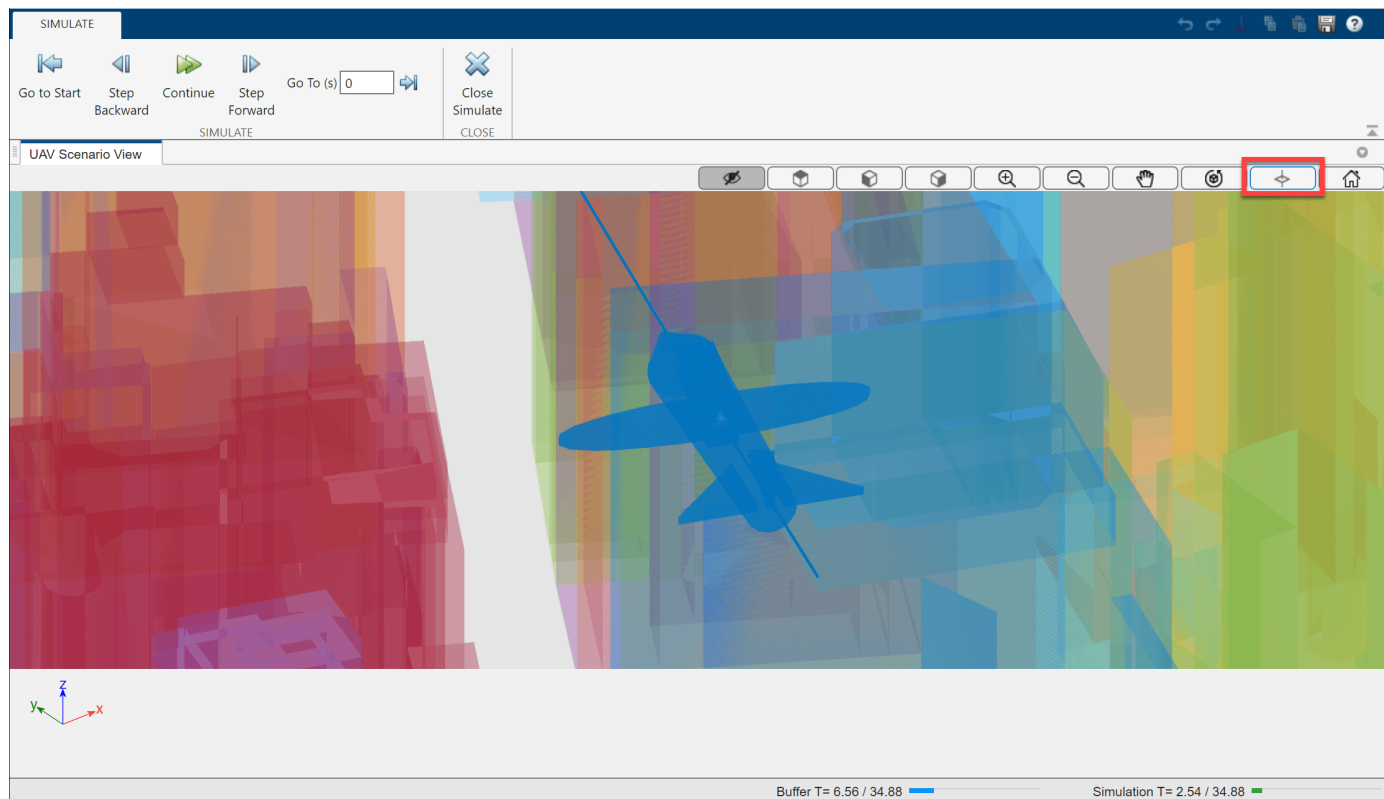 SIMULATE
?
Go to Start
Step
Backward
Continue
Step
Forward
Go To (s) 0
Close
Simulate
SIMULATE
CLOSE
UAV Scenario View
Z
y
x
Buffer T= 6.56 / 34.88
Simulation T= 2.54 / 34.88